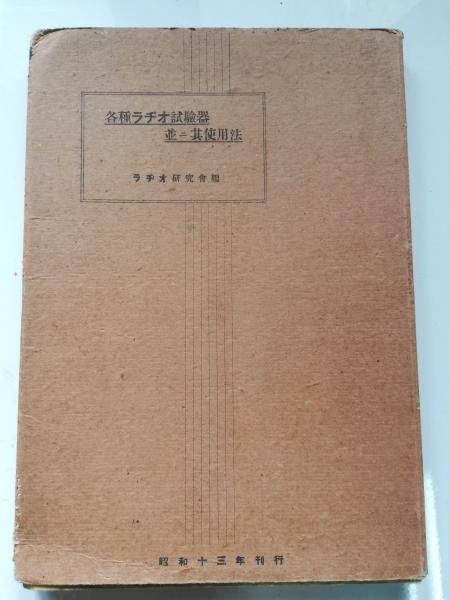 各種ラヂオ試驗器
並ニ其使用法
ラヂオ研究會編
昭和十三年刊行